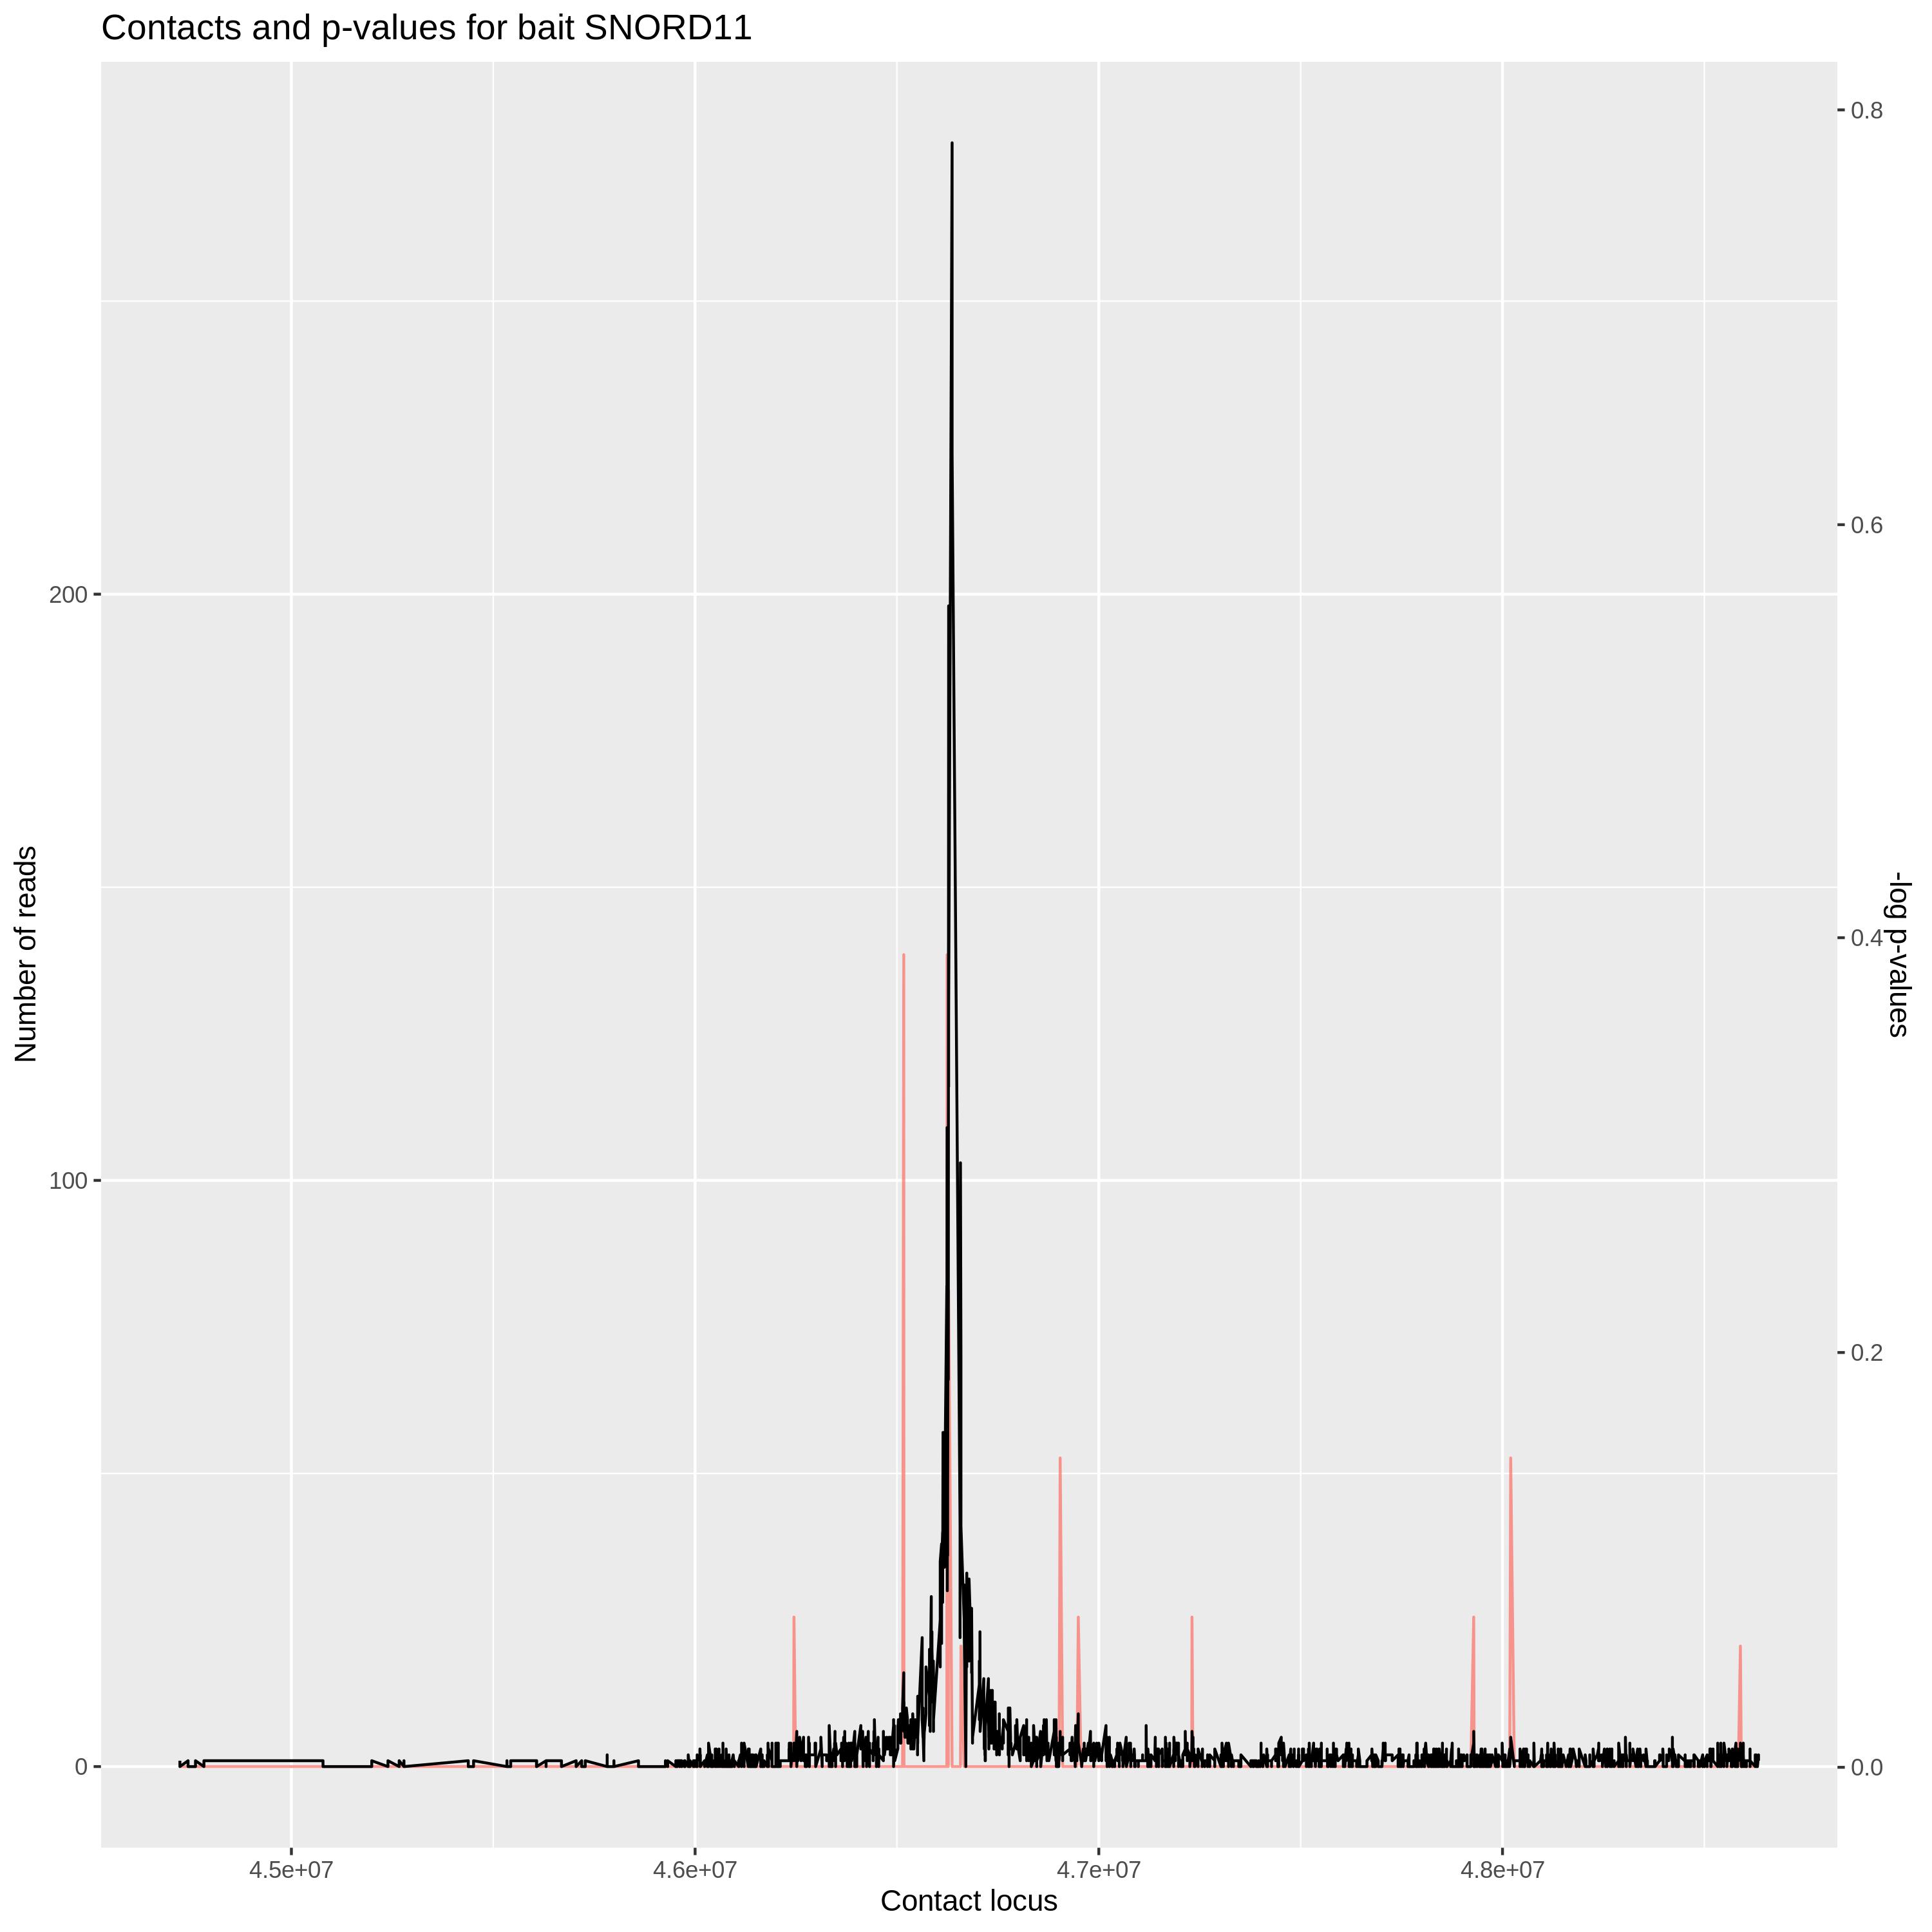 Contacts and p-values for bait SNORD11
Number of reads
200
100
0
0.8
0.6
0.4
0.2
0.0
-log p-values
4.5e+07
4.6e+07
4.7e+07
4.8e+07
Contact locus